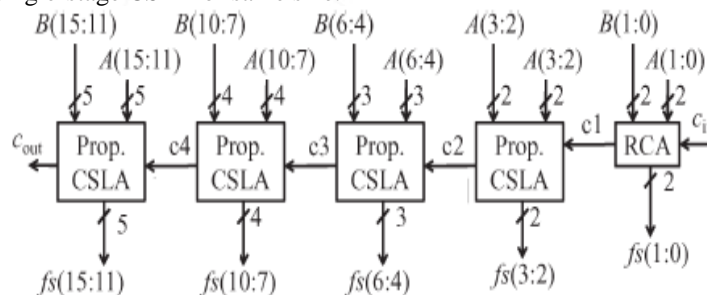 B(15:11) B(10:7) B(6:4) A(3:2) B(1:0)
A(15:11) A(10:7) A(6:4) A(3:2) A(1:0)
5 5 4 4 3 3 2 2 2 2
c_out Prop. CSLA c4 Prop. CSLA c3 Prop. CSLA c2 Prop. CSLA c1 RCA c_i
5 4 3 2 2
fs(15:11) fs(10:7) fs(6:4) fs(3:2) fs(1:0)